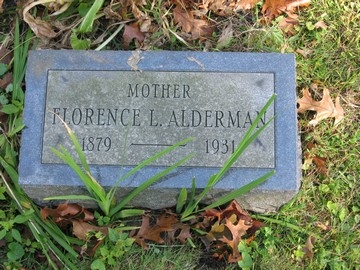 MOTHER
FLORENCE L. ALDERMAN
1879 — 1931